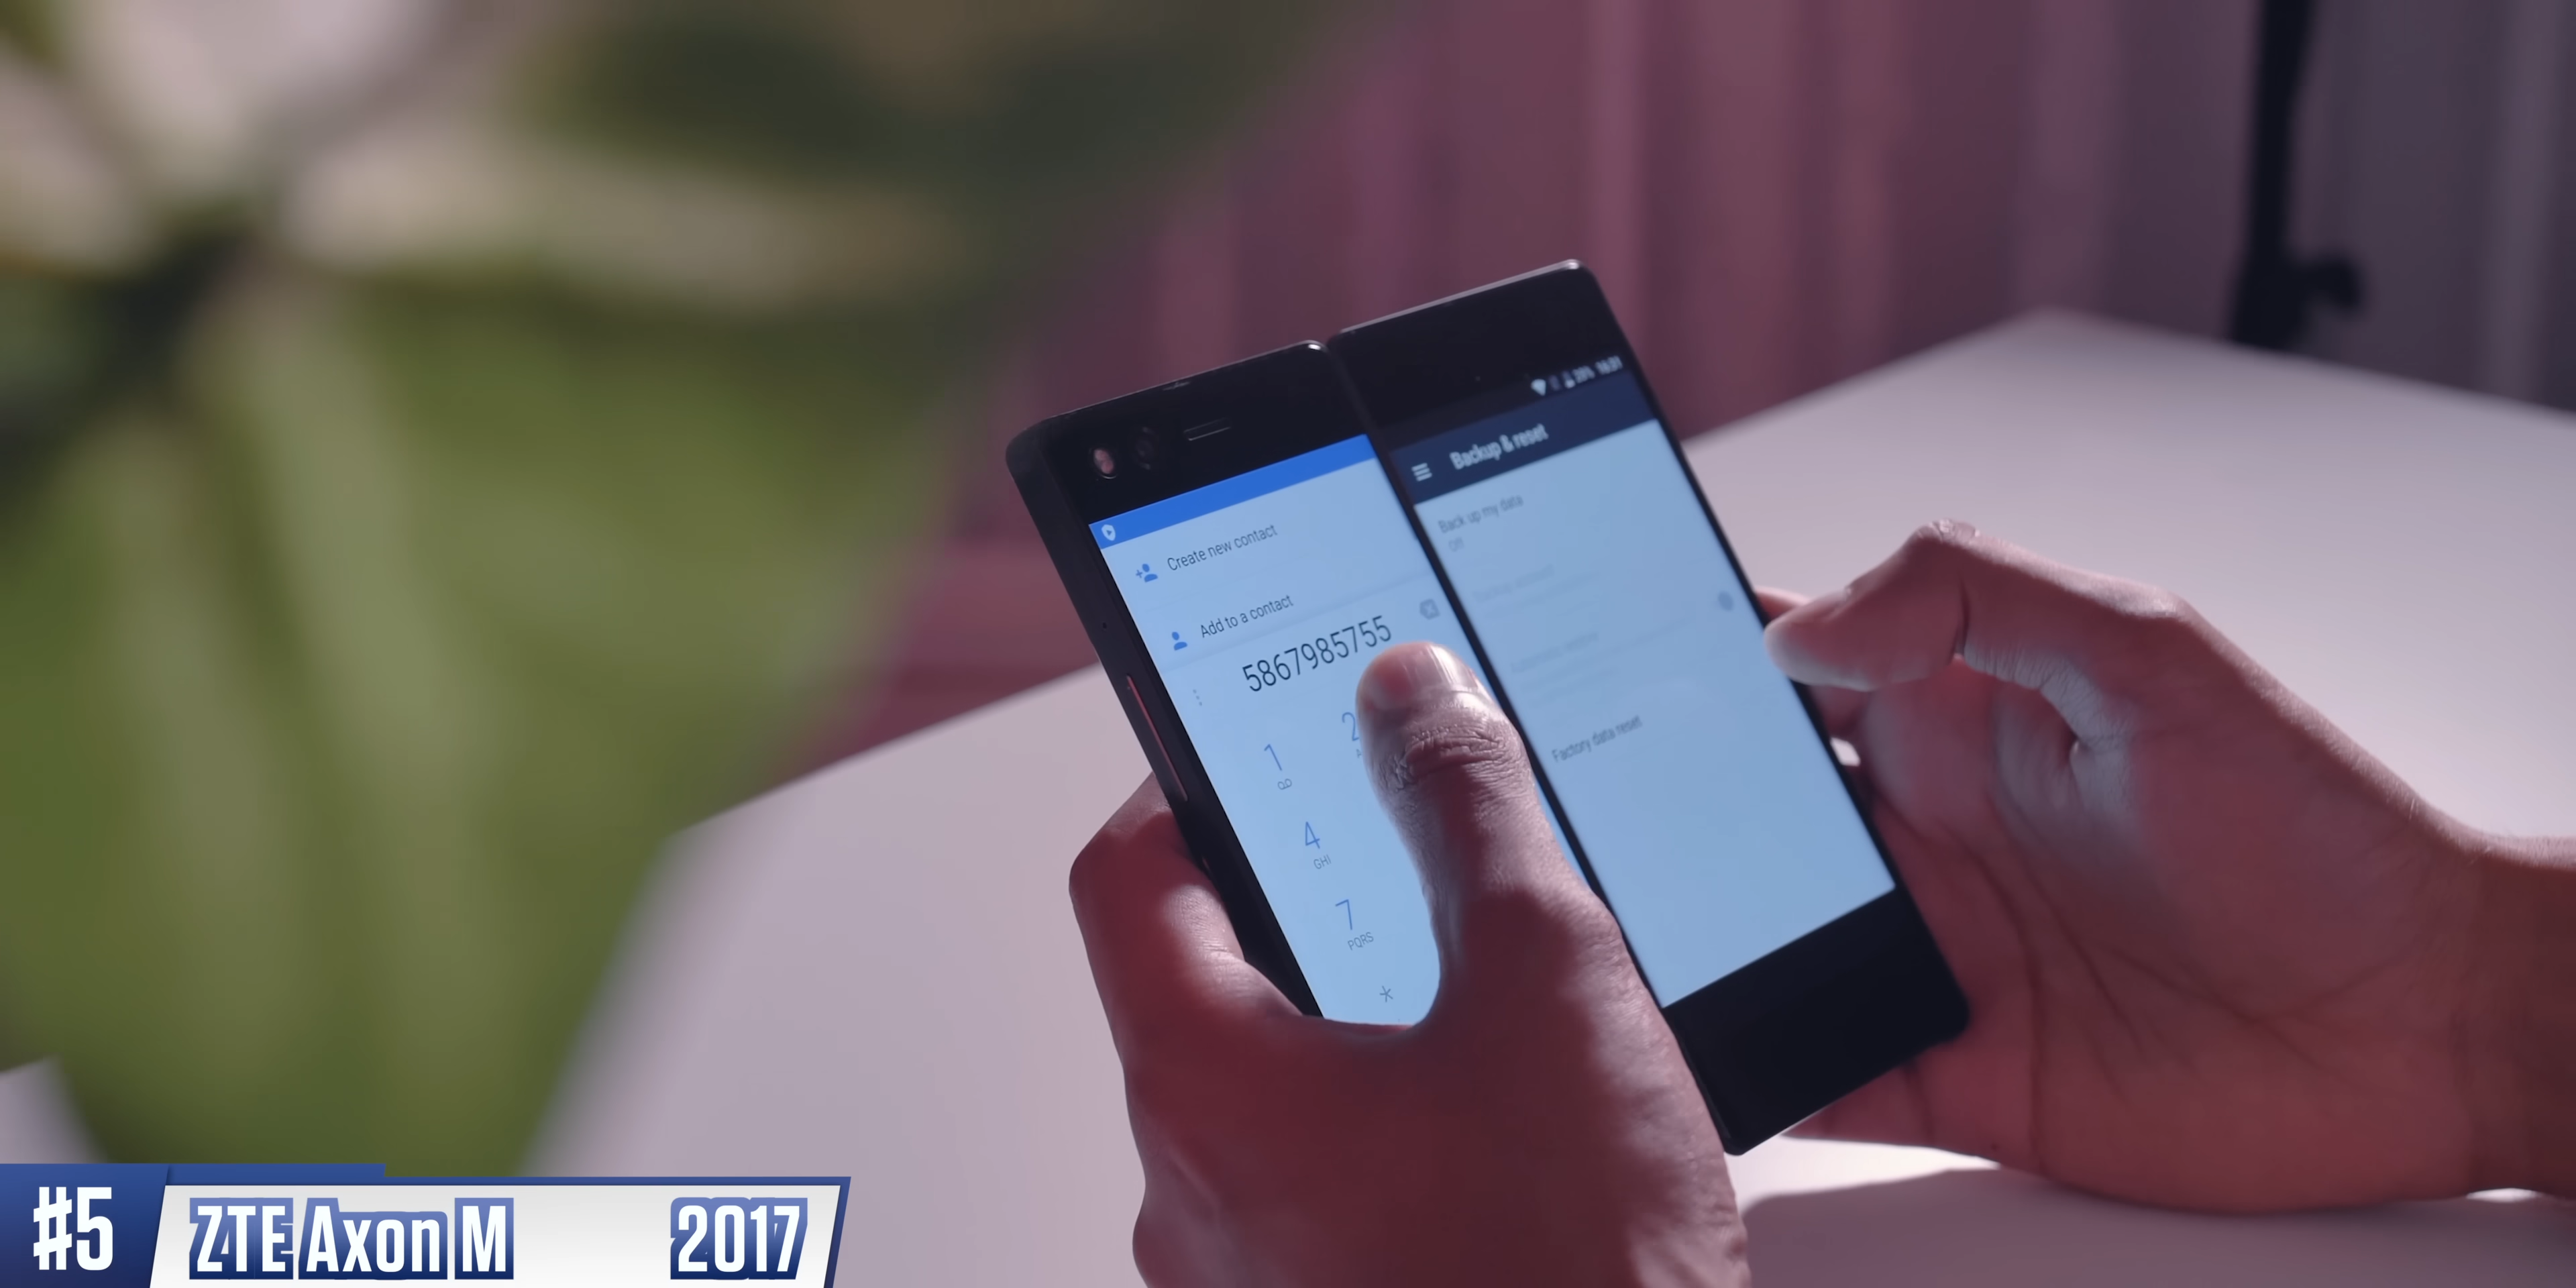 Create new contact
Add to a contact
5867985755
1
2
4
GHI
7
PQRS
*
Backup & reset
Back up my data
Off
Factory data reset
#5
ZTE Axon M
2017